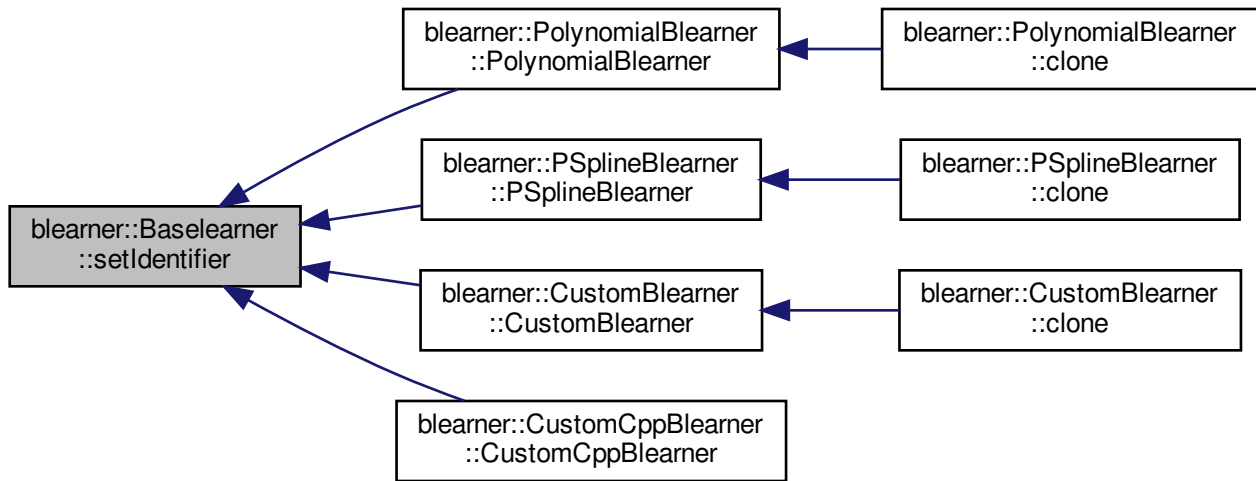 blearner::PolynomialBlearner
::PolynomialBlearner
blearner::PolynomialBlearner
::clone
blearner::PSplineBlearner
::PSplineBlearner
blearner::PSplineBlearner
::clone
blearner::Baselearner
::setIdentifier
blearner::CustomBlearner
::CustomBlearner
blearner::CustomBlearner
::clone
blearner::CustomCppBlearner
::CustomCppBlearner